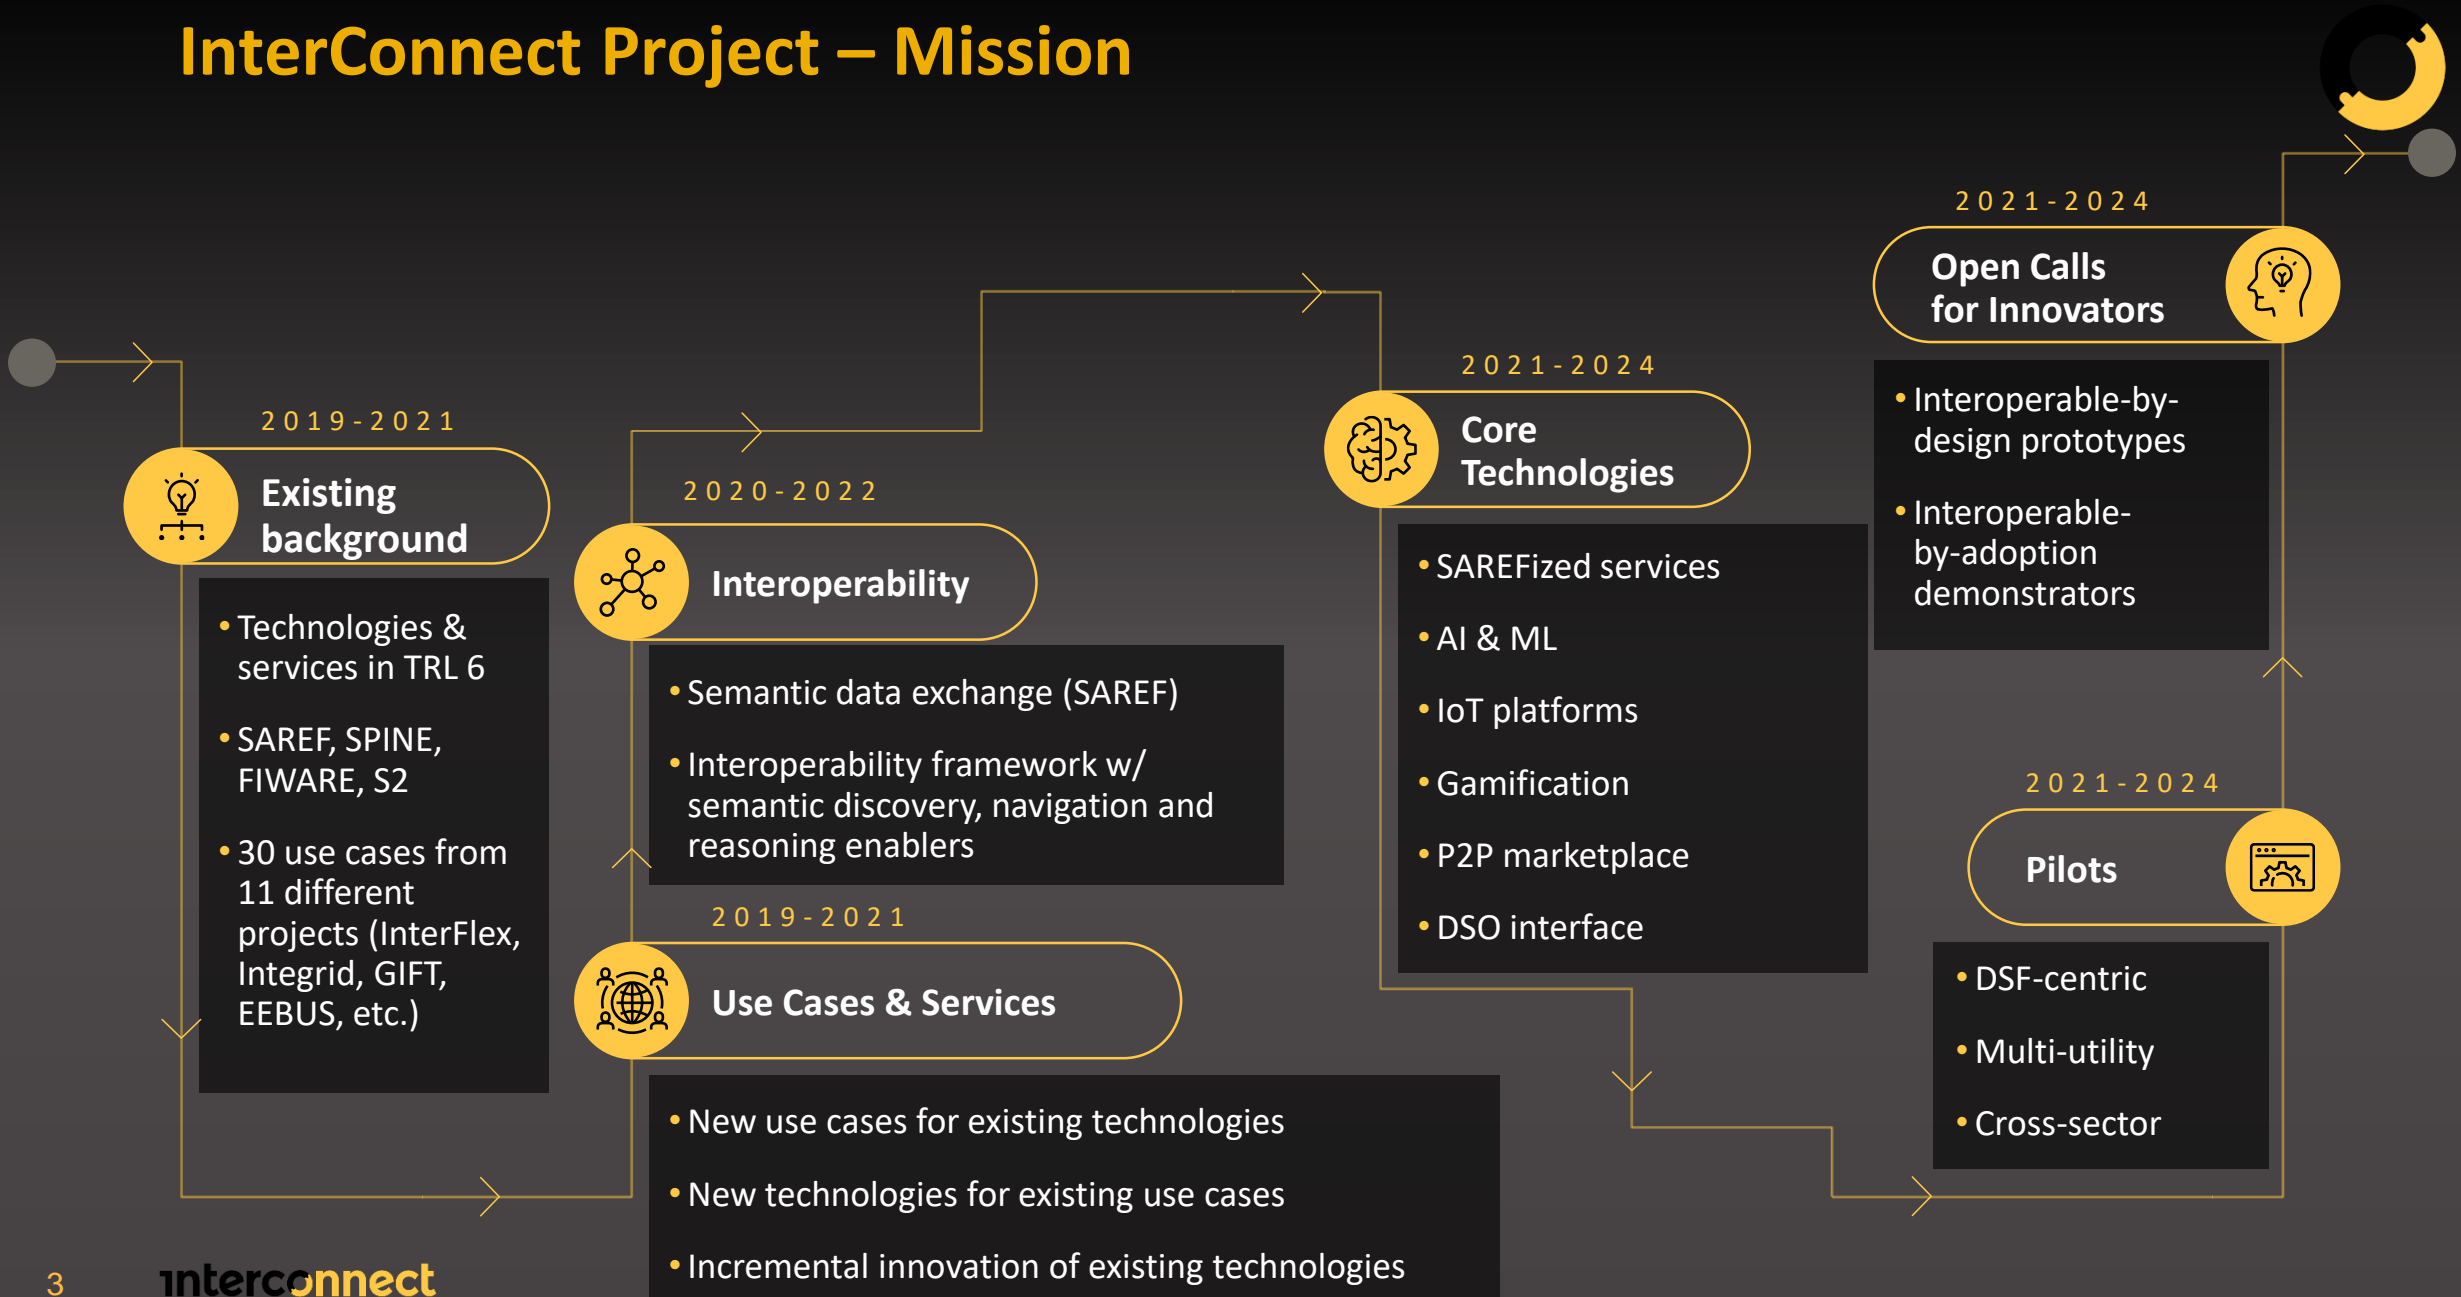 InterConnect Project – Mission
2019-2021
Existing
background
• Technologies &
services in TRL 6
• SAREF, SPINE,
FIWARE, S2
• 30 use cases from
11 different
projects (InterFlex,
Integrid, GIFT,
EEBUS, etc.)
2019-2021
Use Cases & Services
• New use cases for existing technologies
• New technologies for existing use cases
• Incremental innovation of existing technologies
2020-2022
Interoperability
• Semantic data exchange (SAREF)
• Interoperability framework w/
semantic discovery, navigation and
reasoning enablers
2021-2024
Core
Technologies
• SAREFized services
• AI & ML
• IoT platforms
• Gamification
• P2P marketplace
• DSO interface
2021-2024
Pilots
• DSF-centric
• Multi-utility
• Cross-sector
2021-2024
Open Calls
for Innovators
• Interoperable-by-
design prototypes
• Interoperable-
by-adoption
demonstrators
3
interconnect